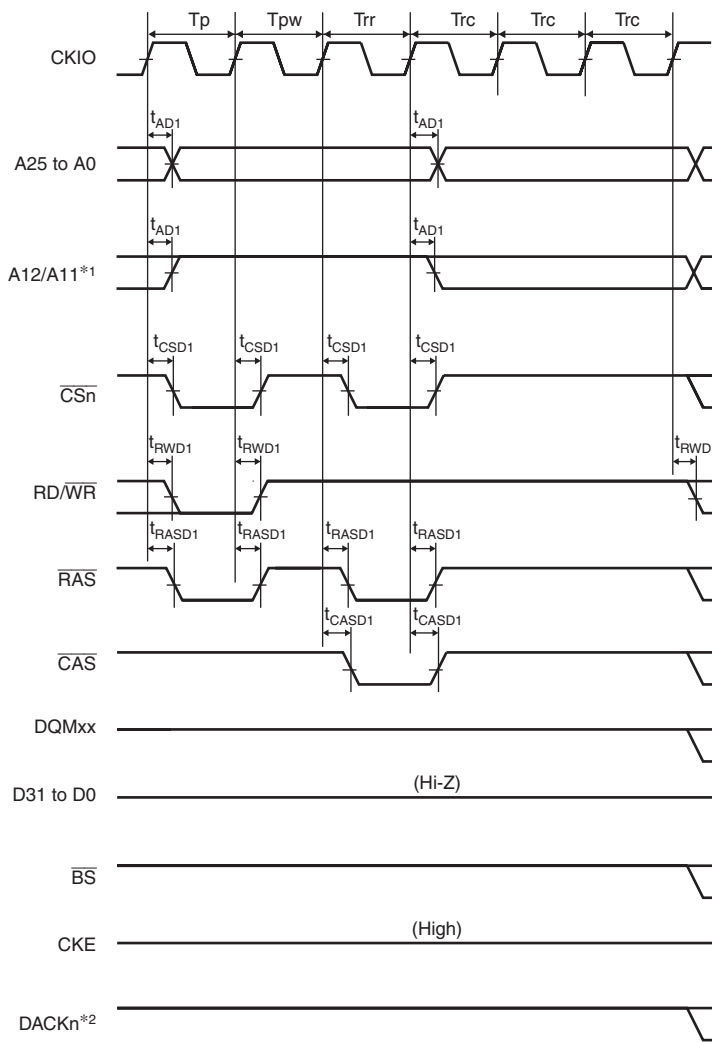 Tp Tpw Trr Trc Trc Trc
CKIO
tAD1 tAD1
A25 to A0
tAD1 tAD1
A12/A11*1
tCSD1 tCSD1 tCSD1 tCSD1
CSn
tRWD1 tRWD1 tRWD
RD/WR
tRASD1 tRASD1 tRASD1 tRASD1
RAS
tCASD1 tCASD1
CAS
DQMxx
(Hi-Z)
D31 to D0
BS
(High)
CKE
DACKn*2